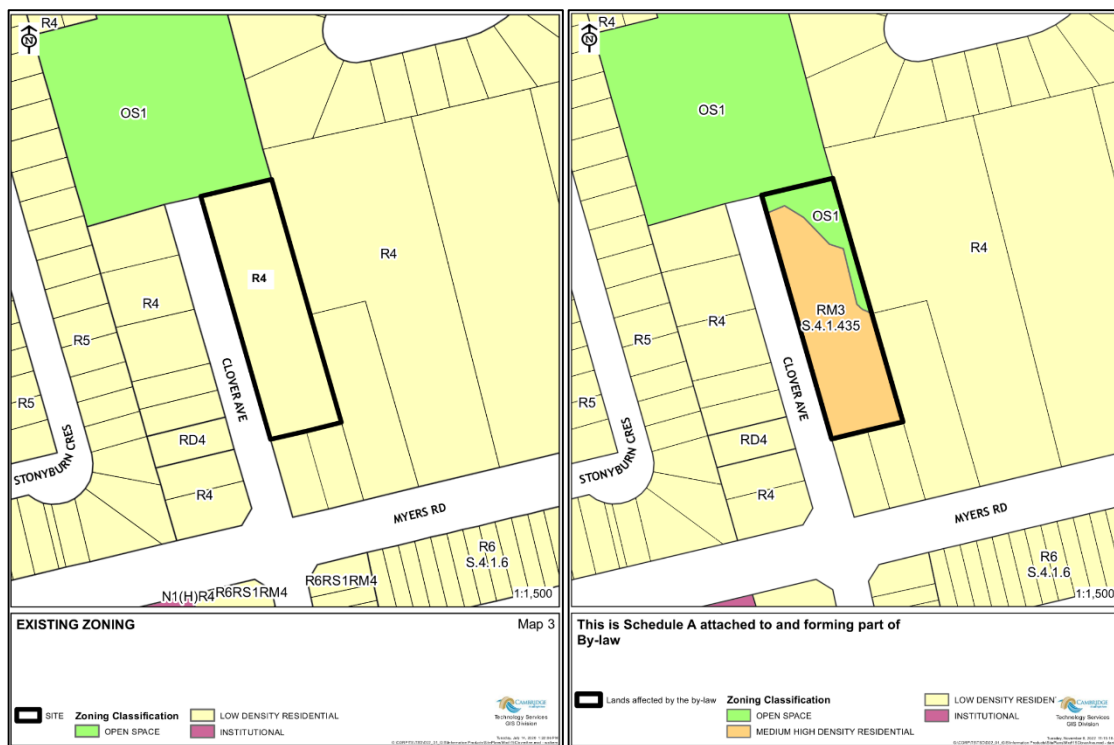 R4
N
OS1
R4
R4
R4
R5
R5
CLOVER AVE
RD4
R4
STONYBURN CRES
MYERS RD
R6
S.4.1.6
R6RS1RM4
N1(H)R4
R6RS1RM4
1:1,500
EXISTING ZONING
Map 3
SITE
Zoning Classification
OPEN SPACE
LOW DENSITY RESIDENTIAL
INSTITUTIONAL
CAMBRIDGE
Technology Services
GIS Division
R4
N
OS1
OS1
R4
RM3
S.4.1.435
R4
R5
R5
CLOVER AVE
RD4
R4
STONYBURN CRES
MYERS RD
R6
S.4.1.6
1:1,500
This is Schedule A attached to and forming part of
By-law
Lands affected by the by-law
Zoning Classification
OPEN SPACE
MEDIUM HIGH DENSITY RESIDENTIAL
LOW DENSITY RESIDEN
INSTITUTIONAL
CAMBRIDGE
Technology Services
GIS Division